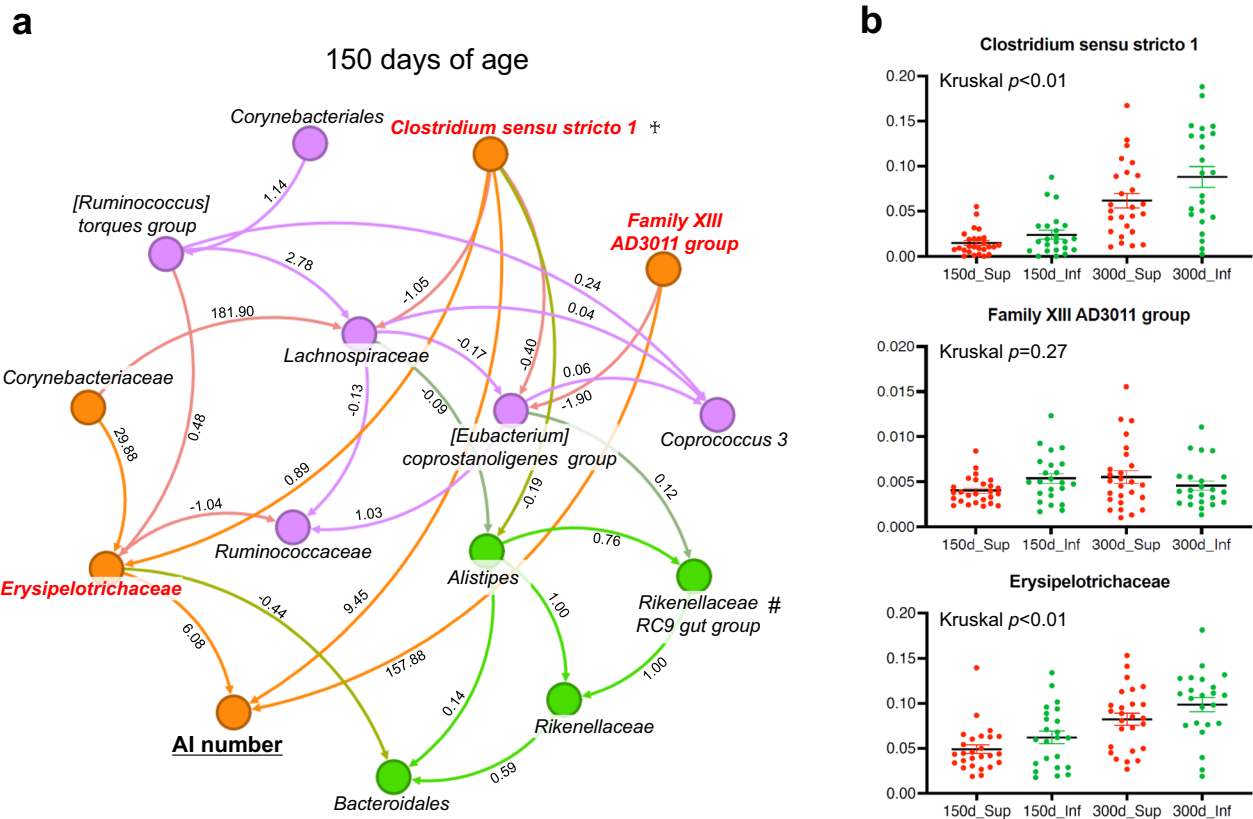 a
150 days of age
Corynebacteriales
Clostridium sensu stricto 1 ♰
[Ruminococcus]
torques group
Family XIII
AD3011 group
1.14
2.78
0.24
-1.05
0.04
181.90
Lachnospiraceae
-0.17
-0.40
0.06
-1.90
Corynebacteriaceae
-0.13
-0.09
Coprococcus 3
[Eubacterium]
coprostanoligenes group
29.88
0.48
0.89
-0.19
0.12
-1.04
1.03
Ruminococcaceae
0.76
Alistipes
Erysipelotrichaceae
-0.44
9.45
1.00
Rikenellaceae #
RC9 gut group
6.08
157.88
1.00
0.14
Rikenellaceae
AI number
0.59
Bacteroidales
b
Clostridium sensu stricto 1
Kruskal p<0.01
0.20
0.15
0.10
0.05
0.00
150d_Sup 150d_Inf 300d_Sup 300d_Inf
Family XIII AD3011 group
Kruskal p=0.27
0.020
0.015
0.010
0.005
0.000
150d_Sup 150d_Inf 300d_Sup 300d_Inf
Erysipelotrichaceae
Kruskal p<0.01
0.20
0.15
0.10
0.05
0.00
150d_Sup 150d_Inf 300d_Sup 300d_Inf